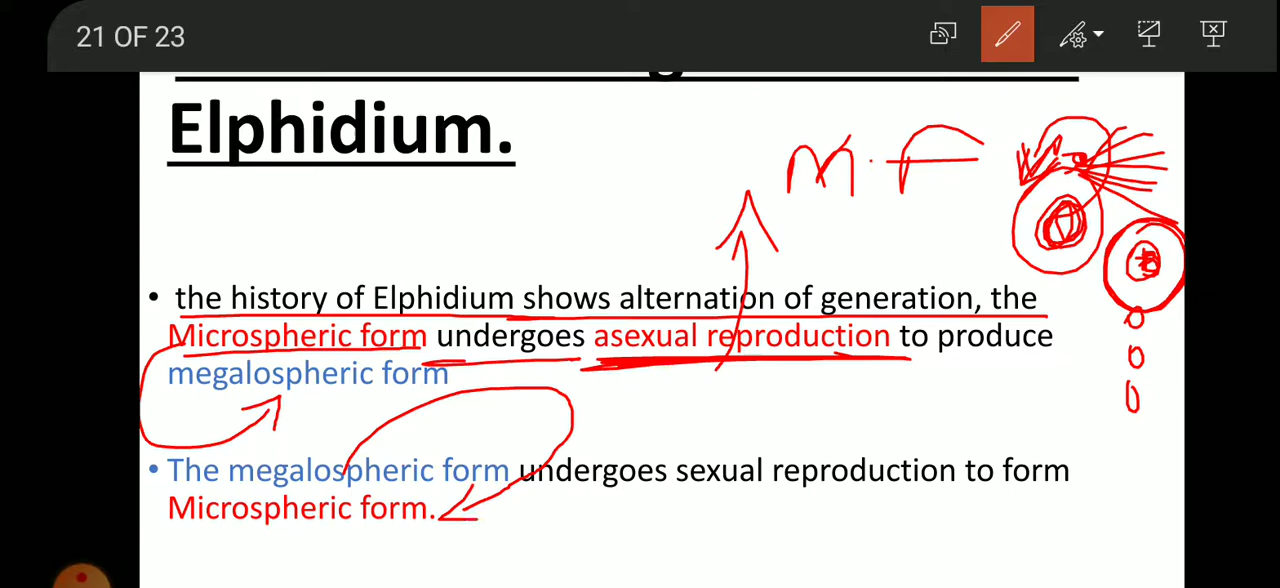 21 OF 23
Elphidium.
M.F
• the history of Elphidium shows alternation of generation, the
Microspheric form undergoes asexual reproduction to produce
megalospheric form
• The megalospheric form undergoes sexual reproduction to form
Microspheric form.